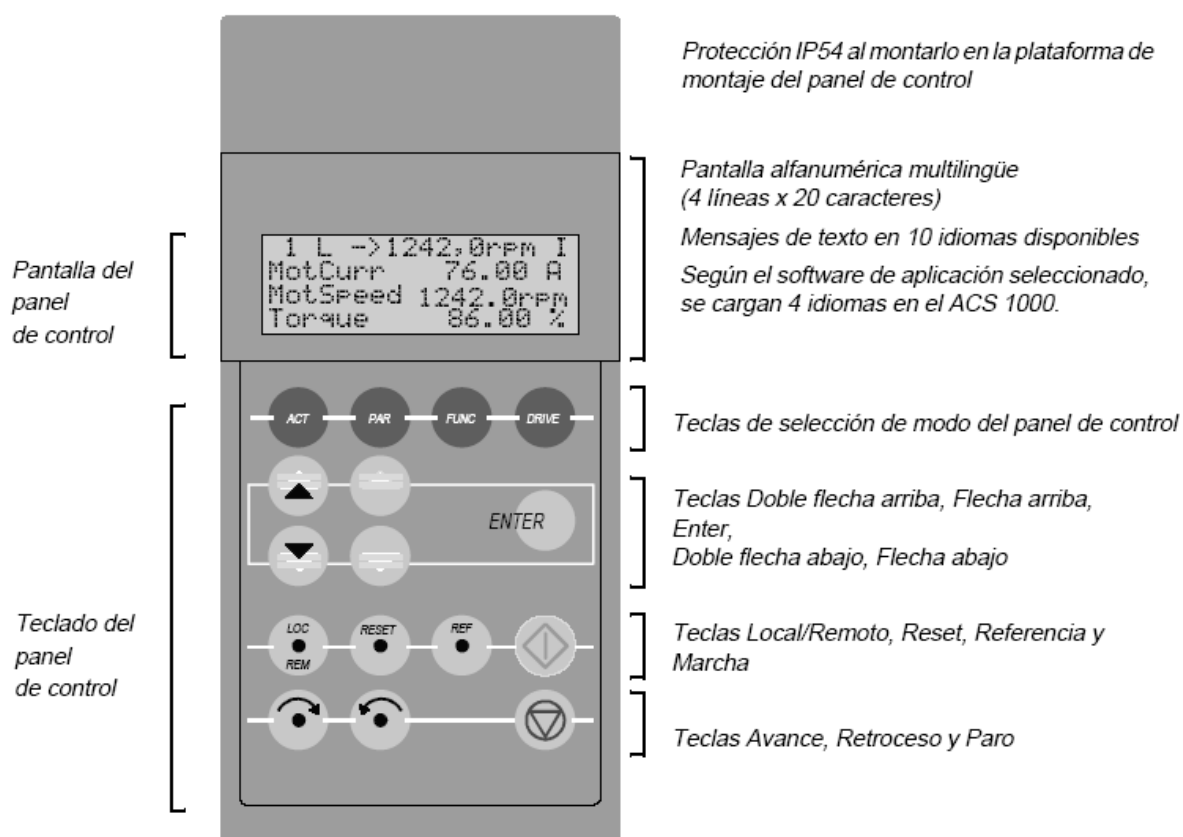 Protección IP54 al montarlo en la plataforma de
montaje del panel de control
Pantalla alfanumérica multilingüe
(4 líneas x 20 caracteres)
Mensajes de texto en 10 idiomas disponibles
Según el software de aplicación seleccionado,
se cargan 4 idiomas en el ACS 1000.
Pantalla del
panel
de control
1 L ->1242,0rpm I
MotCurr 76.00 A
MotSpeed 1242.0rpm
Torque 86.00 %
ACT PAR FUNC DRIVE
Teclas de selección de modo del panel de control
ENTER
Teclas Doble flecha arriba, Flecha arriba,
Enter,
Doble flecha abajo, Flecha abajo
Teclado del
panel
de control
LOC RESET REF
REM
Teclas Local/Remoto, Reset, Referencia y
Marcha
Teclas Avance, Retroceso y Paro